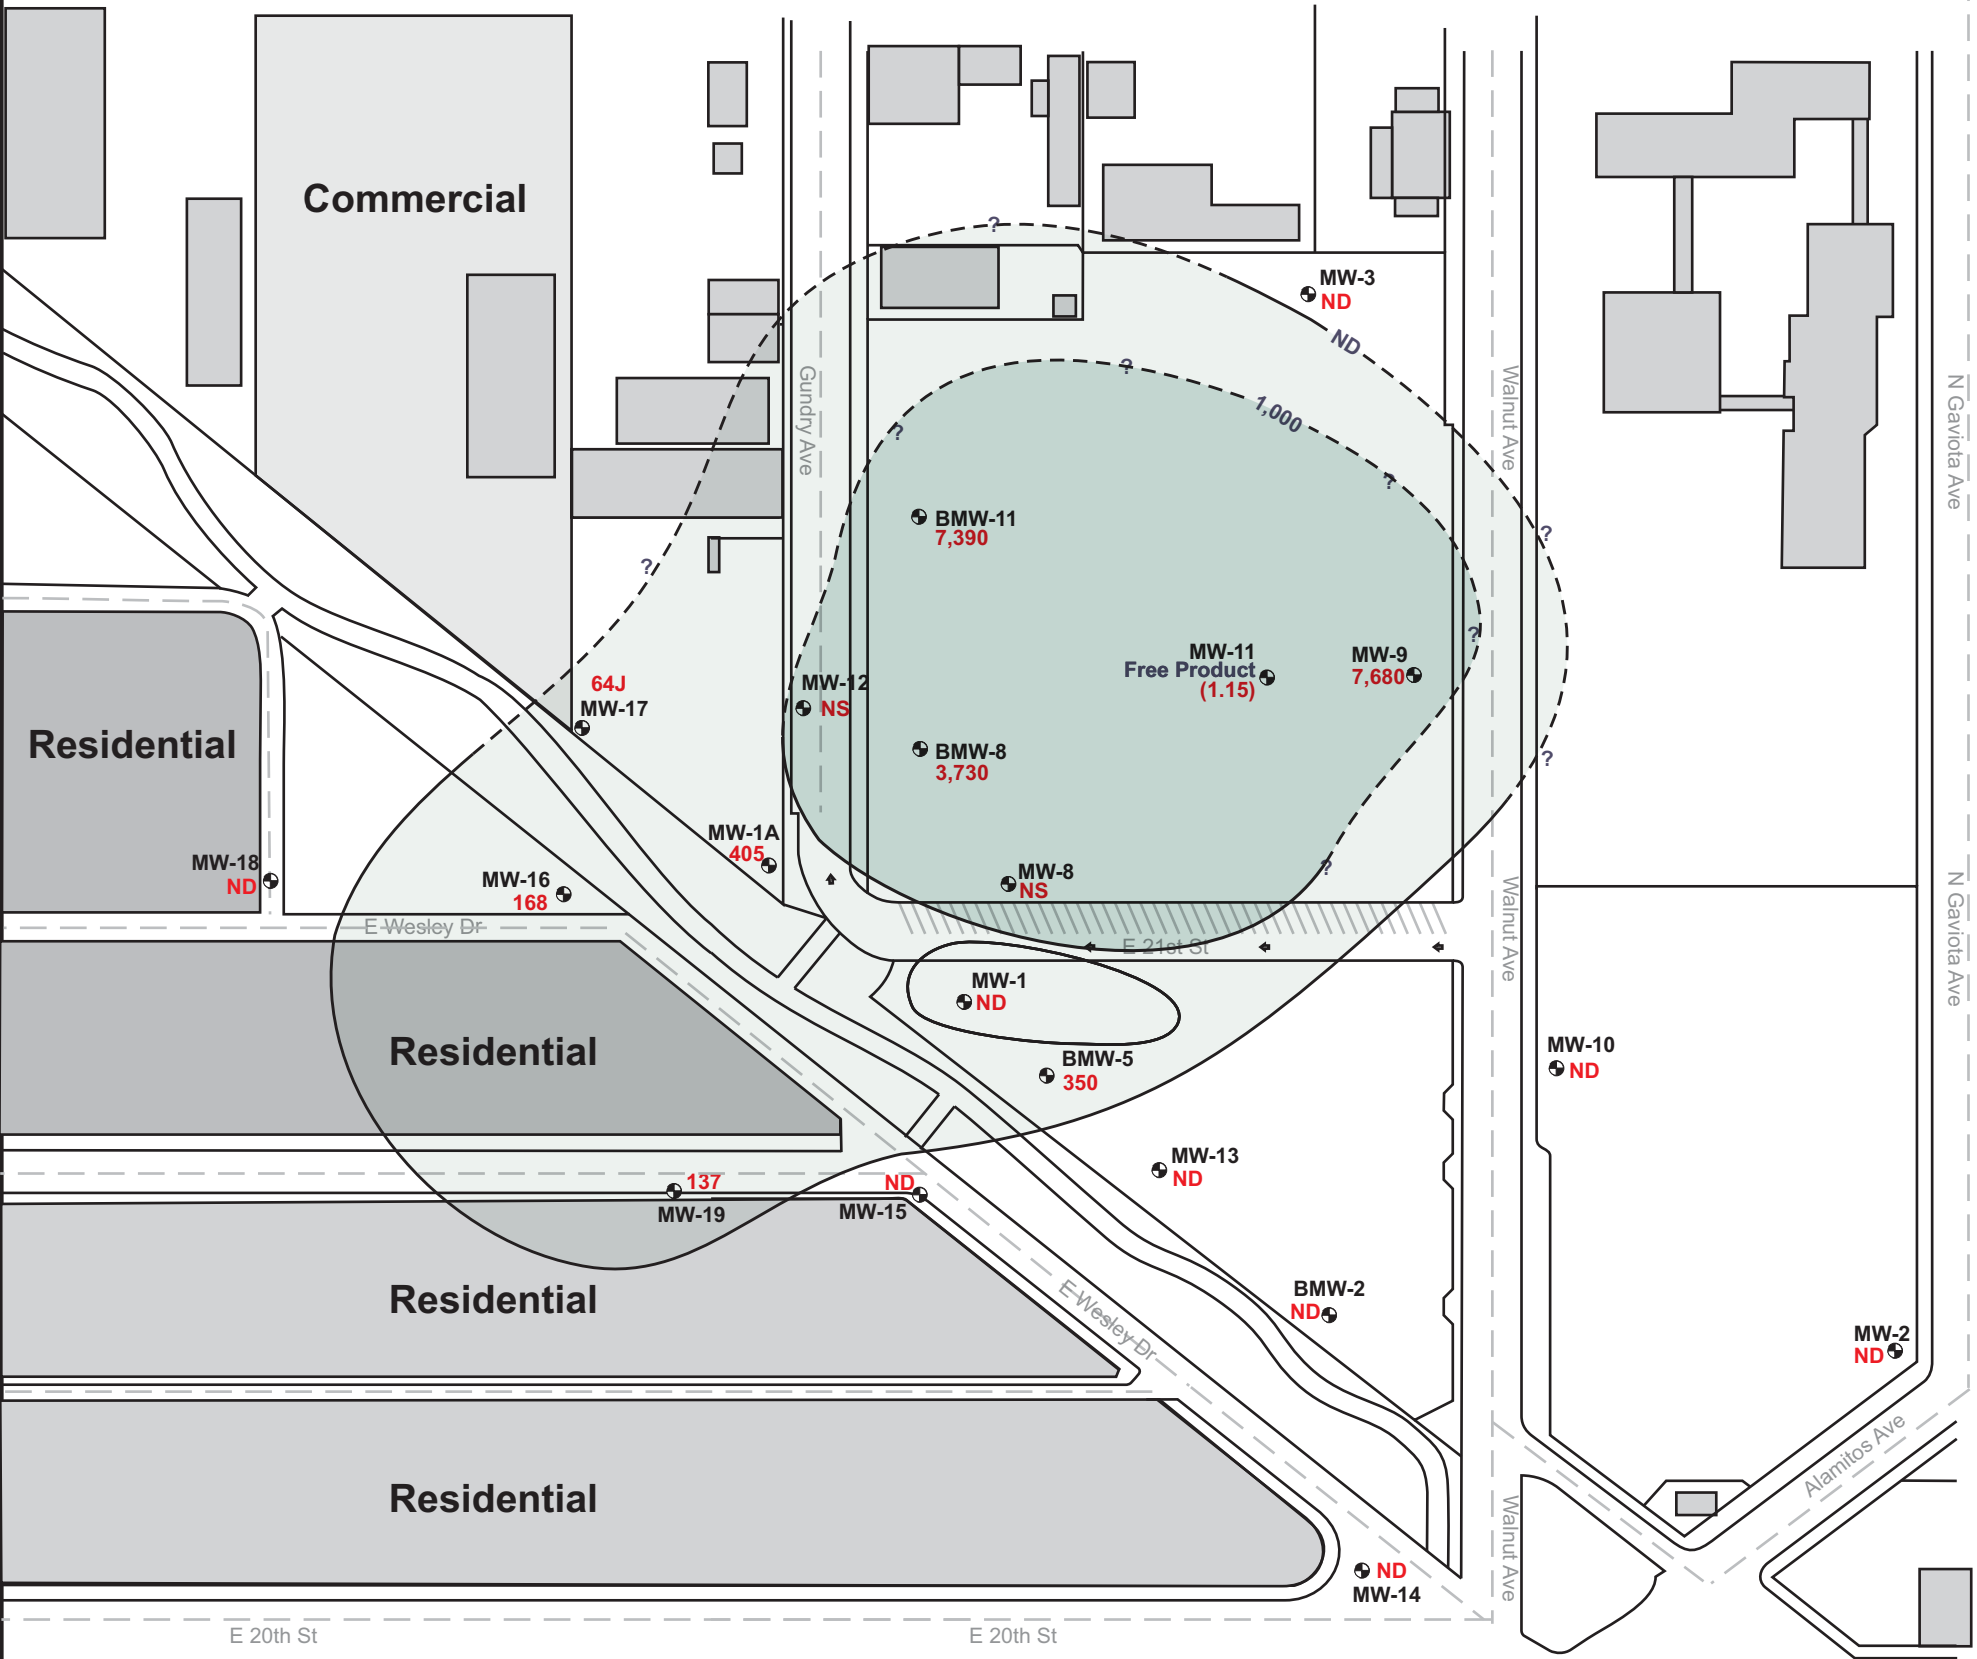 Commercial
?
MW-3
ND
ND
?
1,000
?
?
?
?
Gundry Ave
Walnut Ave
N Gaviota Ave
BMW-11
7,390
MW-11
Free Product
(1.15)
MW-9
7,680
?
?
64J
MW-17
MW-12
NS
BMW-8
3,730
Residential
MW-1A
405
MW-18
ND
MW-16
168
MW-8
NS
?
Walnut Ave
N Gaviota Ave
E Wesley Dr
E 21st St
MW-1
ND
Residential
BMW-5
350
MW-10
ND
MW-13
ND
137
MW-19
ND
MW-15
Residential
E Wesley Dr
BMW-2
ND
MW-2
ND
Alamitos Ave
Residential
Walnut Ave
ND
MW-14
E 20th St
E 20th St